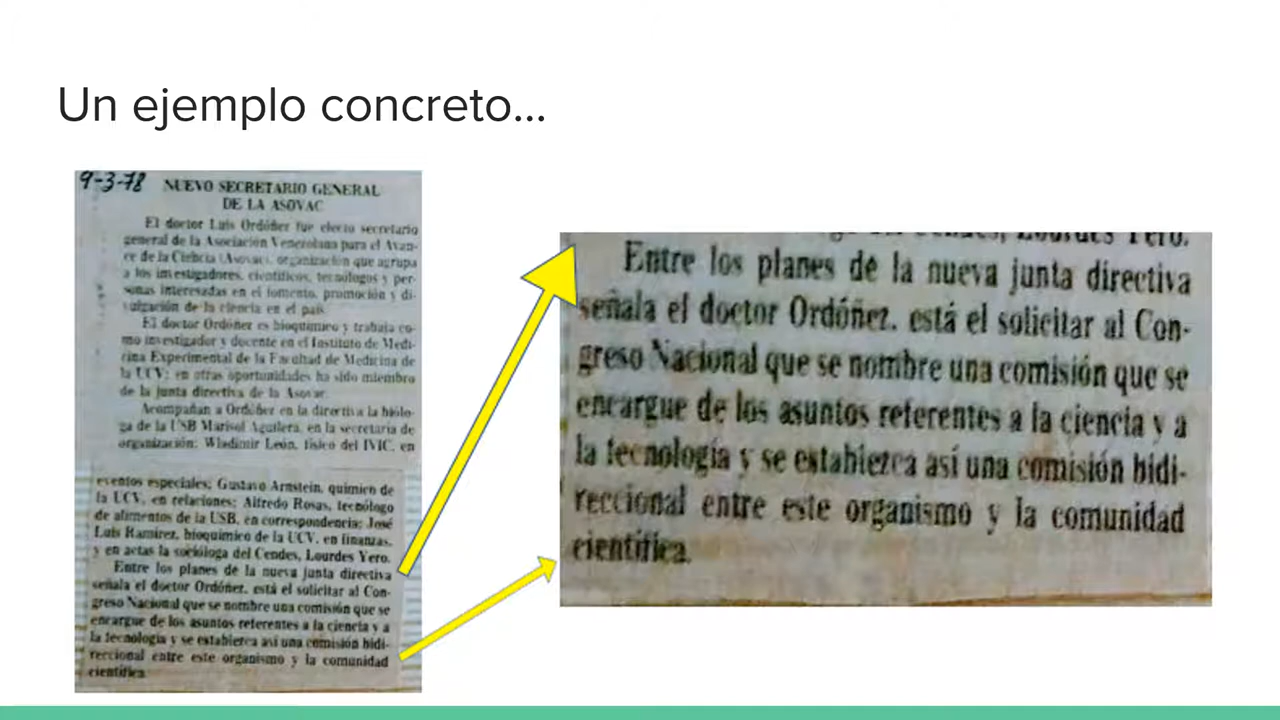 Un ejemplo concreto...
9-3-78
NUEVO SECRETARIO GENERAL
DE LA ASOVAC
El doctor Luis Ordóñez fue electo secretario
general de la Asociación Venezolana para el Avan-
ce de la Ciencia (Asovac), organización que agrupa
a los investigadores, científicos, tecnólogos y per-
sonas interesadas en el fomento, promoción y di-
vulgación de la ciencia en el país.
El doctor Ordóñez es bioquímico y trabaja co-
mo investigador y docente en el Instituto de Medi-
cina Experimental de la Facultad de Medicina de
la UCV; en otras oportunidades ha sido miembro
de la junta directiva de la Asovac.
Acompañan a Ordóñez en la directiva la biólo-
ga de la USB Marisol Aguilera, en la secretaría de
organización; Wladimir León, físico del IVIC, en
eventos especiales; Gustavo Arnstein, químico de
la UCV, en relaciones; Alfredo Rosas, tecnólogo
de alimentos de la USB, en correspondencia; José
Luis Ramírez, bioquímico de la UCV, en finanzas,
y en actas la socióloga del Cendes, Lourdes Yero.
Entre los planes de la nueva junta directiva
señala el doctor Ordóñez, está el solicitar al Con-
greso Nacional que se nombre una comisión que se
encargue de los asuntos referentes a la ciencia y a
la tecnología y se establezca así una comisión bidi-
reccional entre este organismo y la comunidad
científica.
Lourdes Yero.
Entre los planes de la nueva junta directiva
señala el doctor Ordóñez, está el solicitar al Con-
greso Nacional que se nombre una comisión que se
encargue de los asuntos referentes a la ciencia y a
la tecnología y se establezca así una comisión bidi-
reccional entre este organismo y la comunidad
científica.